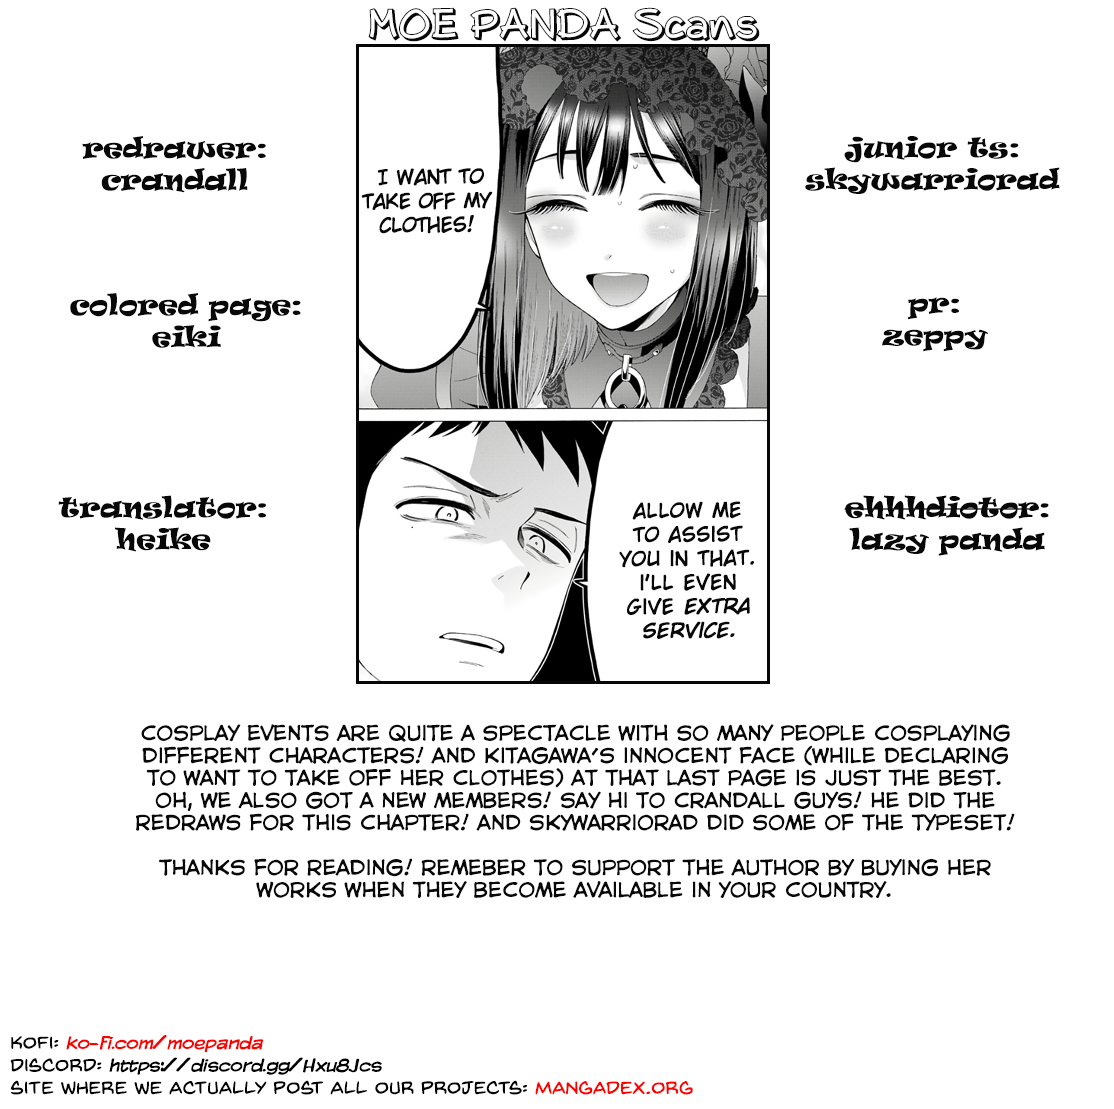 MOE PANDA Scans
redrawer:
crandall
junior ts:
skywarriorad
I WANT TO
TAKE OFF MY
CLOTHES!
colored page:
eiki
pr:
zeppy
translator:
heike
ehhhdiotor:
lazy panda
ALLOW ME
TO ASSIST
YOU IN THAT.
I'LL EVEN
GIVE EXTRA
SERVICE.
COSPLAY EVENTS ARE QUITE A SPECTACLE WITH SO MANY PEOPLE COSPLAYING
DIFFERENT CHARACTERS! AND KITAGAWA'S INNOCENT FACE (WHILE DECLARING
TO WANT TO TAKE OFF HER CLOTHES) AT THAT LAST PAGE IS JUST THE BEST.
OH, WE ALSO GOT A NEW MEMBERS! SAY HI TO CRANDALL GUYS! HE DID THE
REDRAWS FOR THIS CHAPTER! AND SKYWARRIORAD DID SOME OF THE TYPESET!
THANKS FOR READING! REMEBER TO SUPPORT THE AUTHOR BY BUYING HER
WORKS WHEN THEY BECOME AVAILABLE IN YOUR COUNTRY.
KOFI: ko-fi.com/moepanda
DISCORD: https://discord.gg/Hxu8Jcs
SITE WHERE WE ACTUALLY POST ALL OUR PROJECTS: MANGADEX.ORG